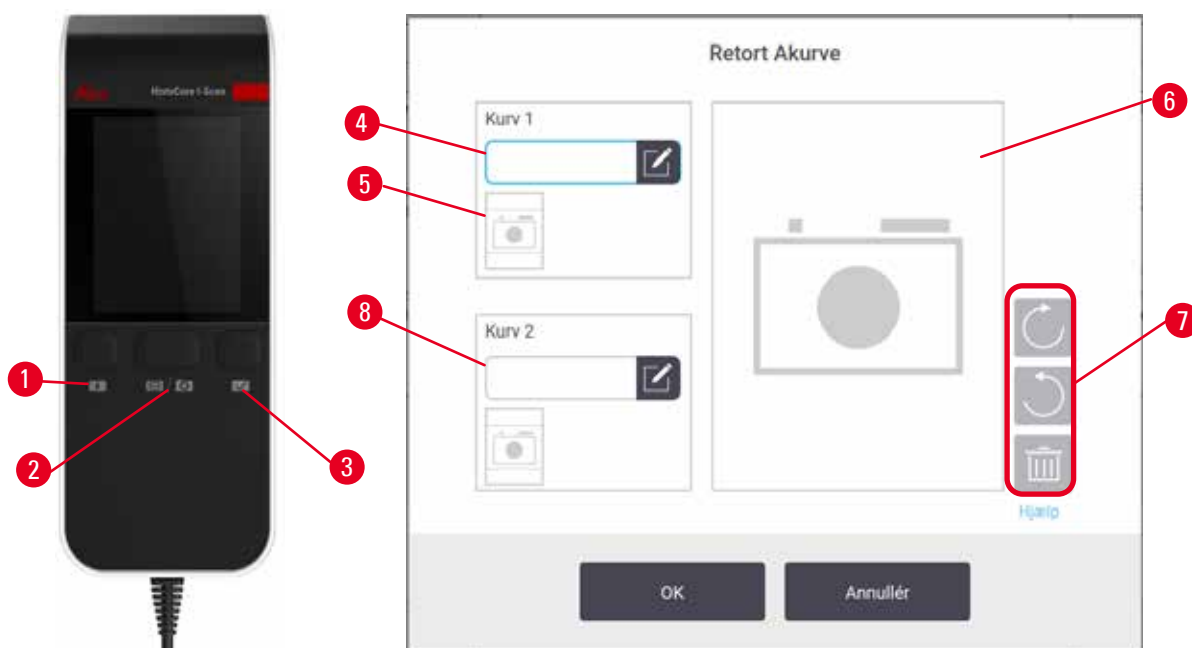 HistoCore I-Scan
1
2
3
Retort Akurve
Kurv 1
4
5
6
7
Kurv 2
8
Hjælp
OK
Annullér